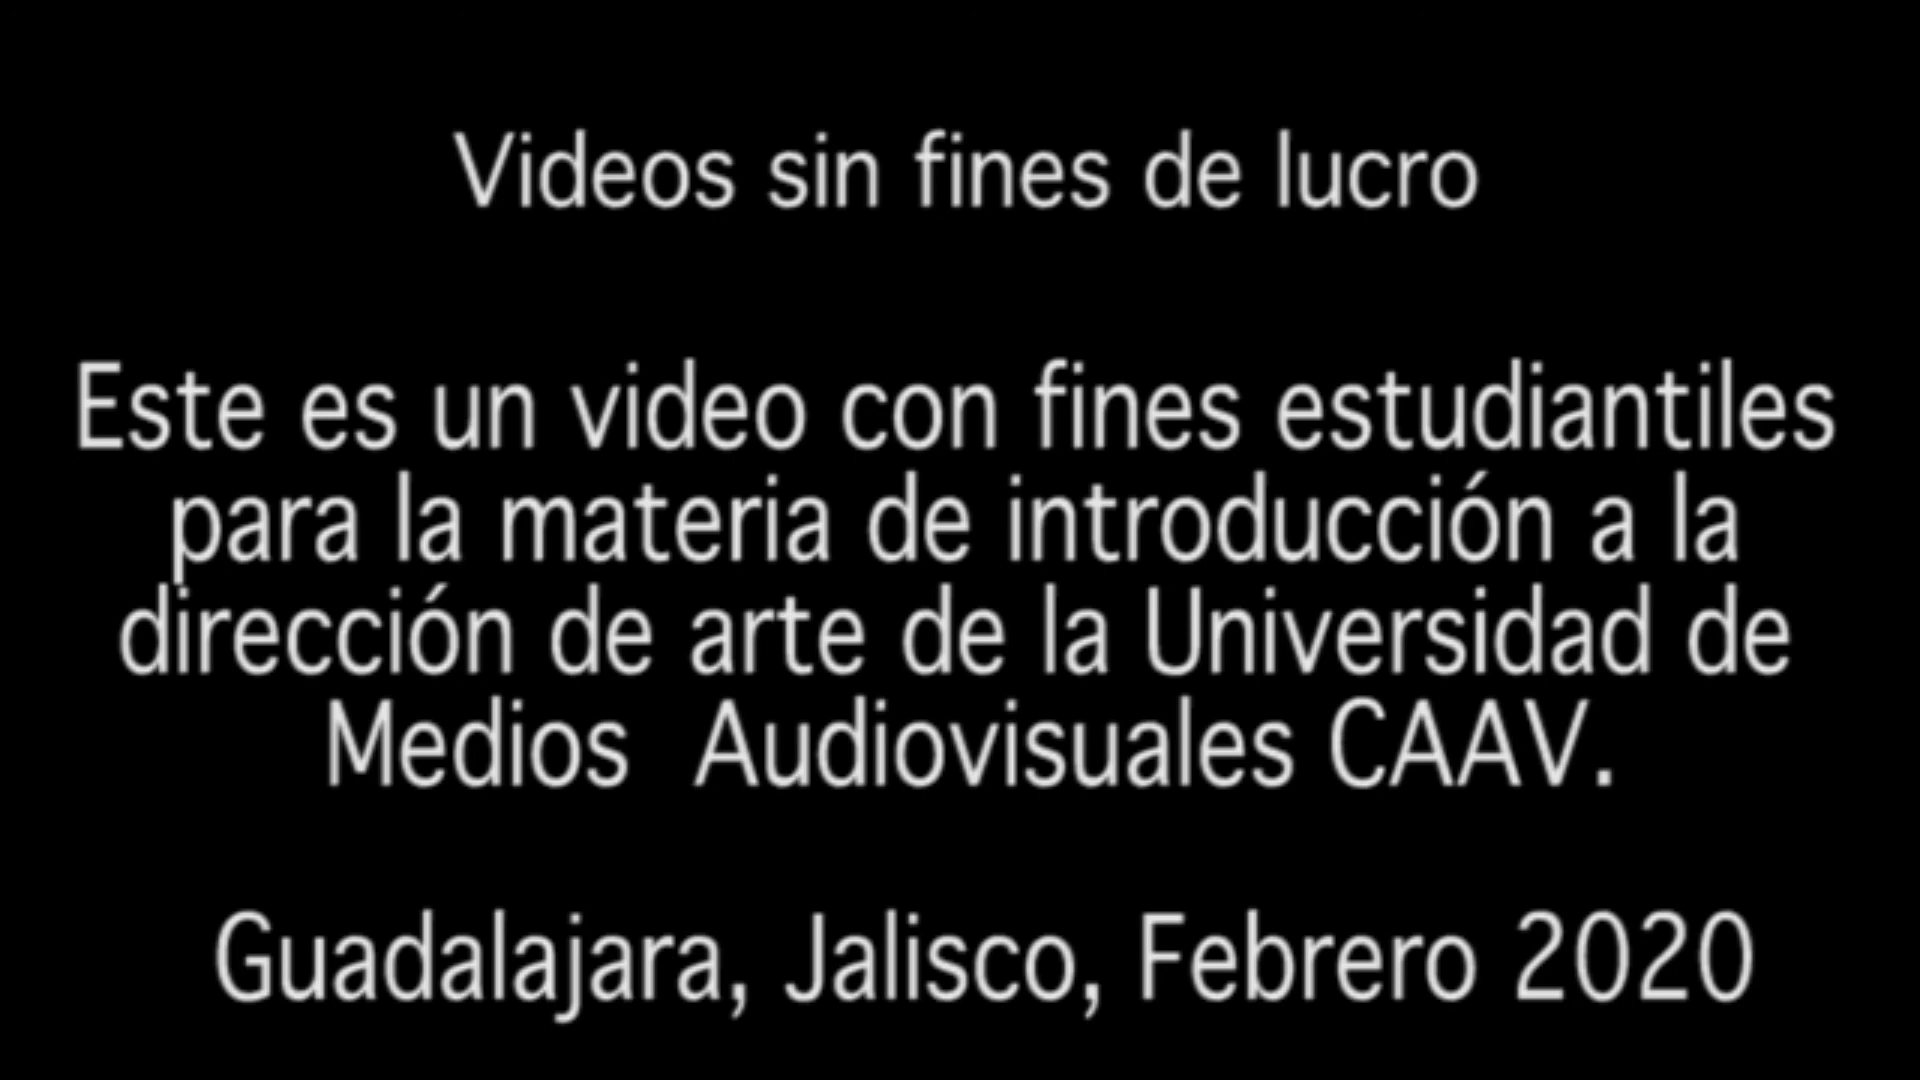 Videos sin fines de lucro
Este es un video con fines estudiantiles
para la materia de introducción a la
dirección de arte de la Universidad de
Medios  Audiovisuales CAAV.
Guadalajara, Jalisco, Febrero 2020